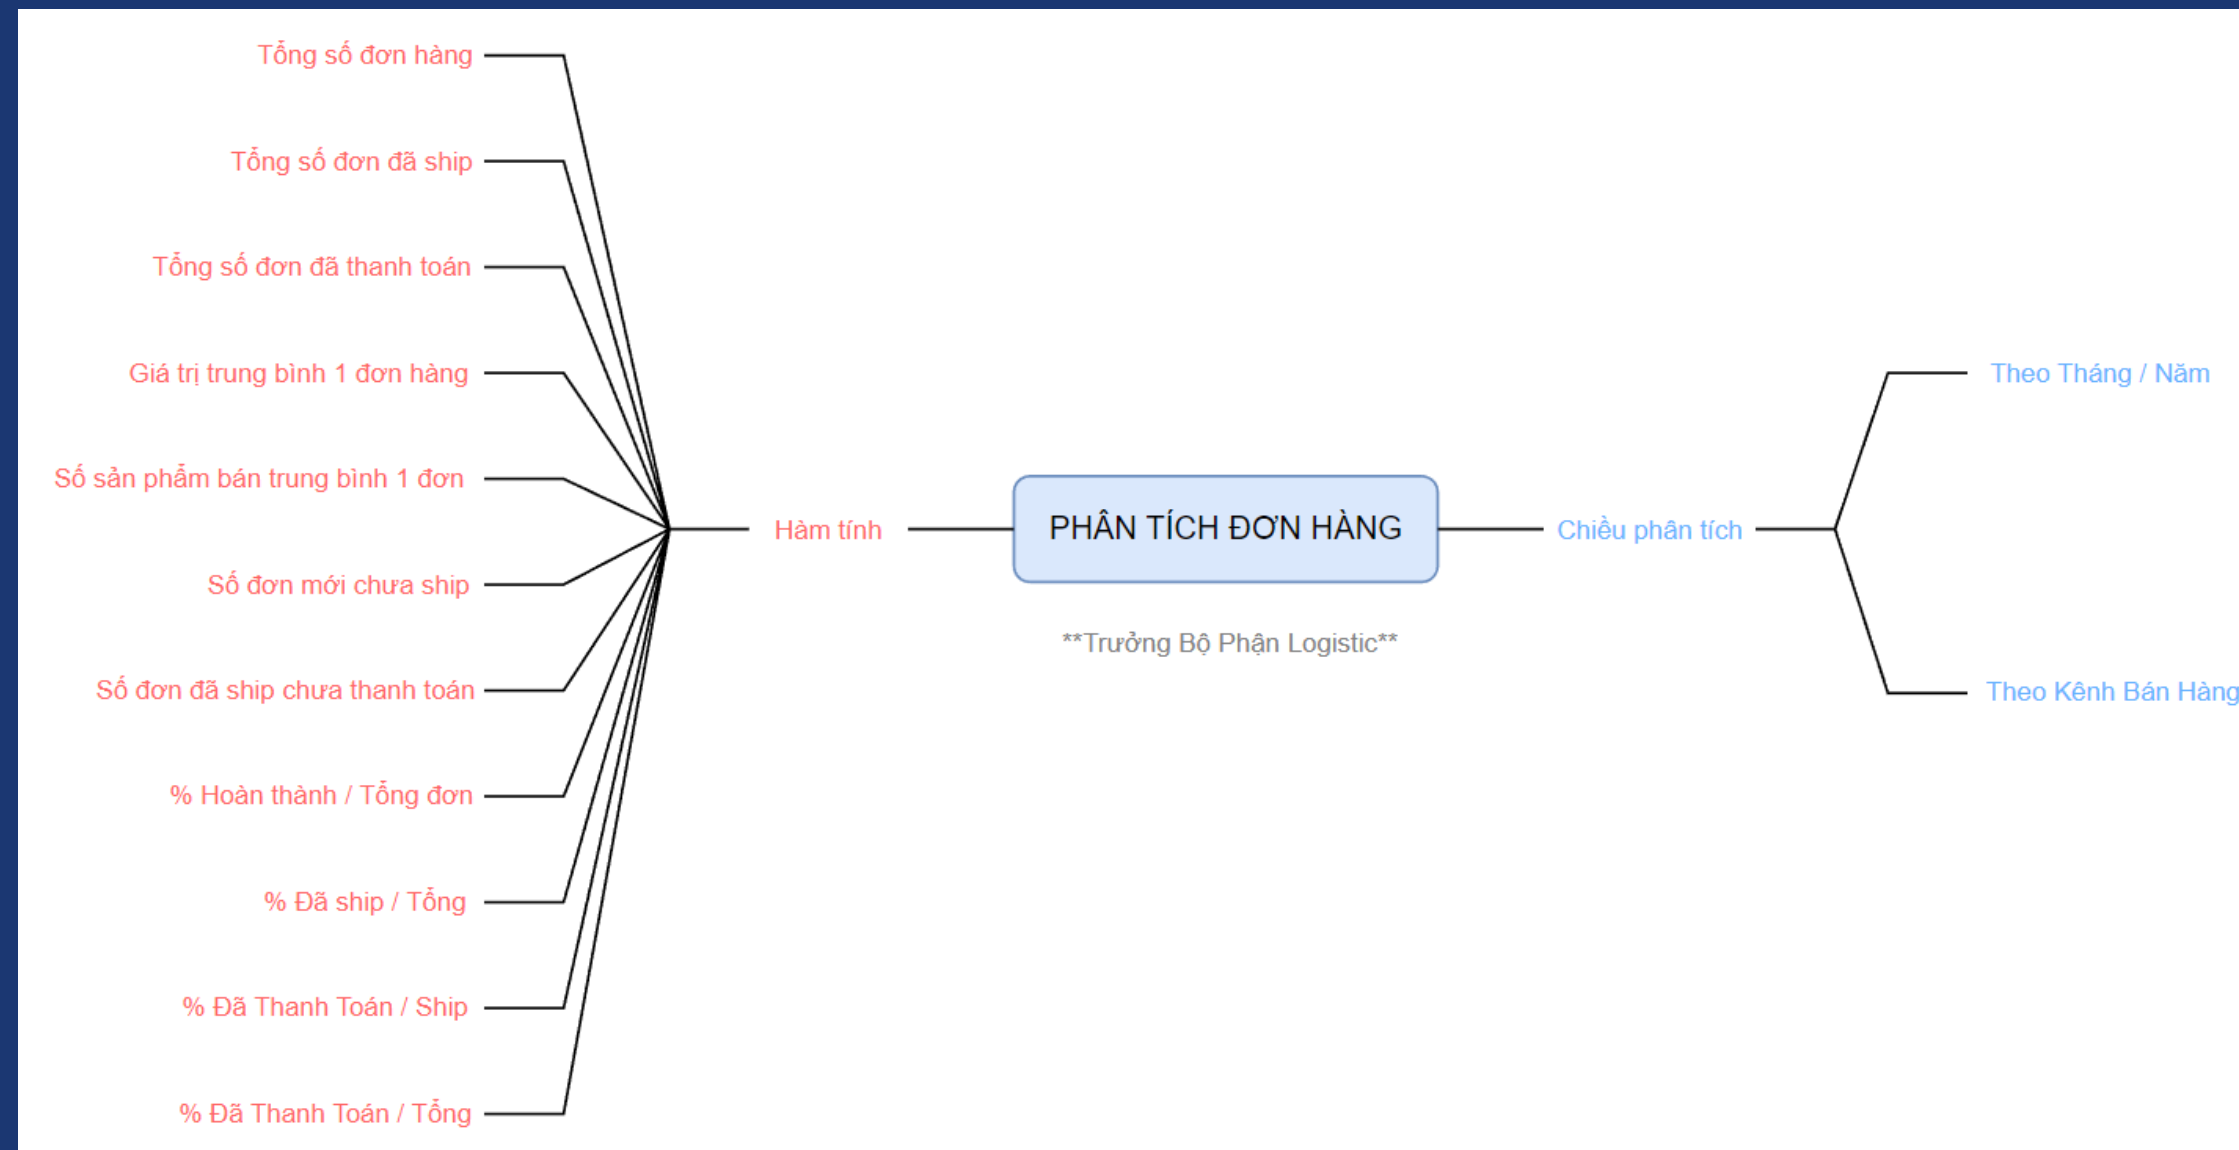 Tổng số đơn hàng
Tổng số đơn đã ship
Tổng số đơn đã thanh toán
Giá trị trung bình 1 đơn hàng
Số sản phẩm bán trung bình 1 đơn
Số đơn mới chưa ship
Số đơn đã ship chưa thanh toán
% Hoàn thành / Tổng đơn
% Đã ship / Tổng
% Đã Thanh Toán / Ship
% Đã Thanh Toán / Tổng
Hàm tính
PHÂN TÍCH ĐƠN HÀNG
**Trưởng Bộ Phận Logistic**
Chiều phân tích
Theo Tháng / Năm
Theo Kênh Bán Hàng